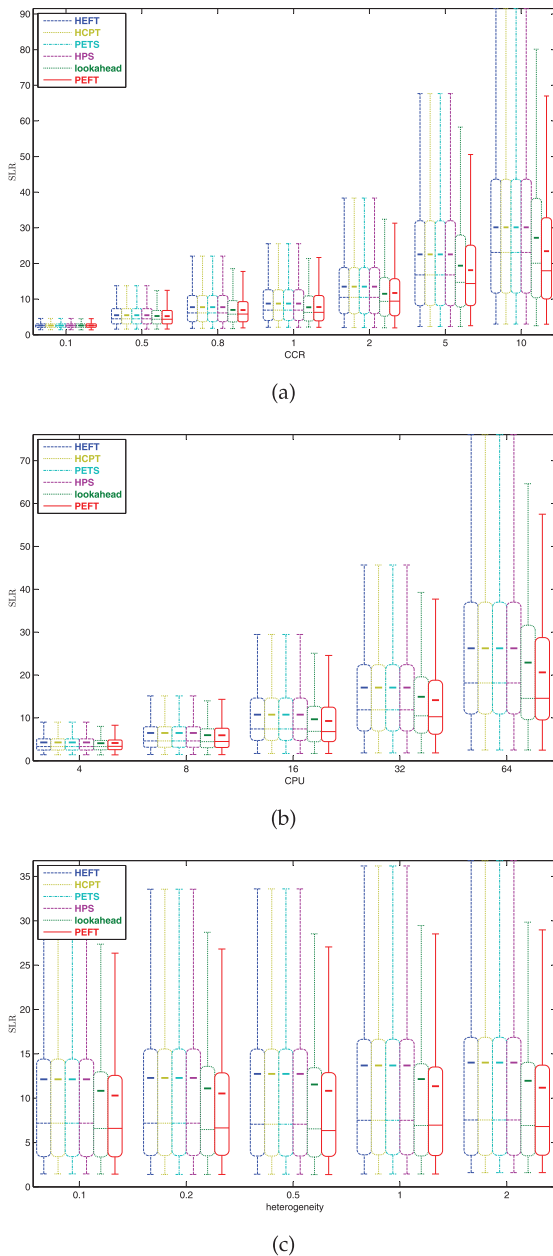 90
80
70
60
50
40
30
20
10
0
SLR
HEFT
HCPT
PETS
HPS
lookahead
PEFT
0.1 0.5 0.8 1 2 5 10
CCR
(a)
70
60
50
40
30
20
10
0
SLR
HEFT
HCPT
PETS
HPS
lookahead
PEFT
4 8 16 32 64
CPU
(b)
35
30
25
20
15
10
5
0
SLR
HEFT
HCPT
PETS
HPS
lookahead
PEFT
0.1 0.2 0.5 1 2
heterogeneity
(c)